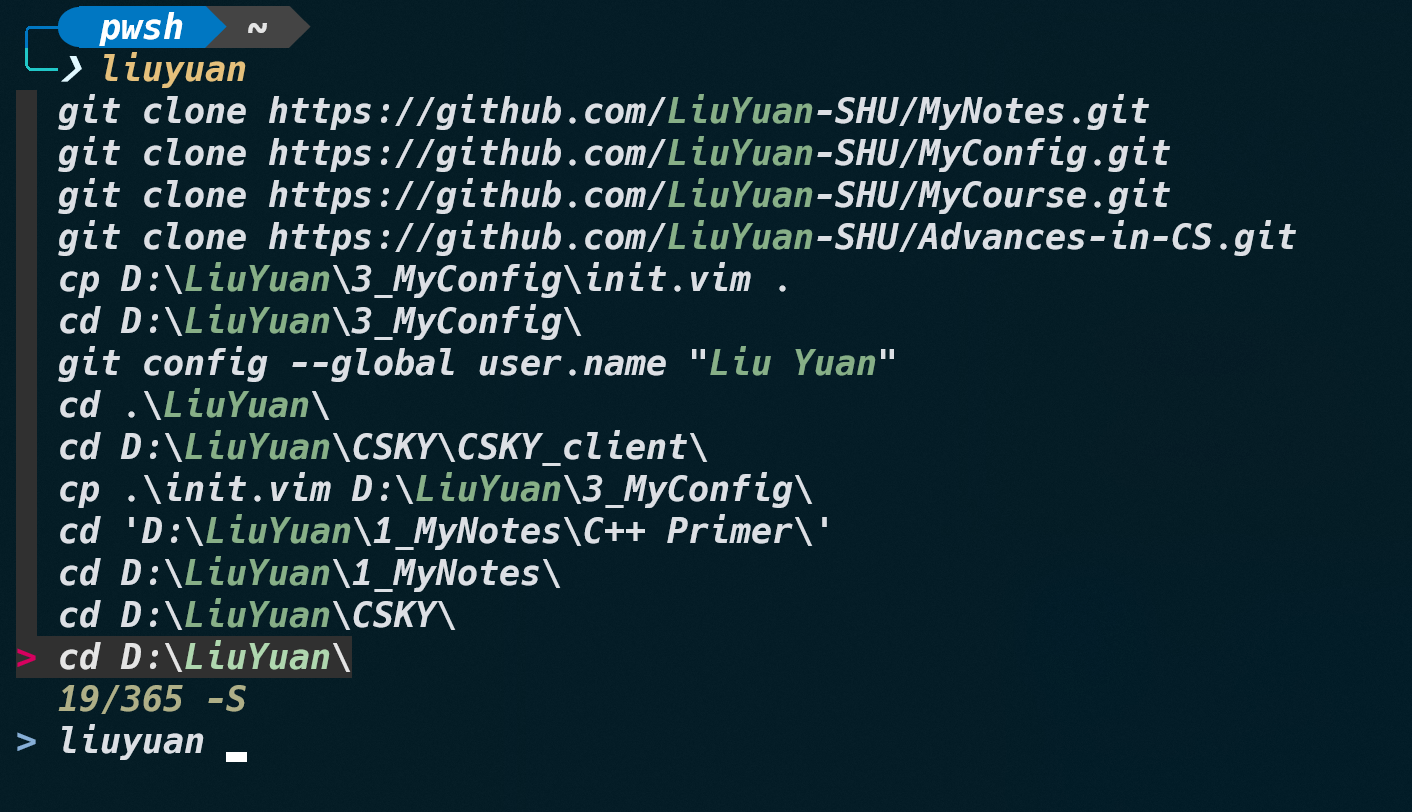 pwsh ~
❯ liuyuan
git clone https://github.com/LiuYuan-SHU/MyNotes.git
git clone https://github.com/LiuYuan-SHU/MyConfig.git
git clone https://github.com/LiuYuan-SHU/MyCourse.git
git clone https://github.com/LiuYuan-SHU/Advances-in-CS.git
cp D:\LiuYuan\3_MyConfig\init.vim .
cd D:\LiuYuan\3_MyConfig\
git config --global user.name "Liu Yuan"
cd .\LiuYuan\
cd D:\LiuYuan\CSKY\CSKY_client\
cp .\init.vim D:\LiuYuan\3_MyConfig\
cd 'D:\LiuYuan\1_MyNotes\C++ Primer\'
cd D:\LiuYuan\1_MyNotes\
cd D:\LiuYuan\CSKY\
> cd D:\LiuYuan\
19/365 -S
> liuyuan _